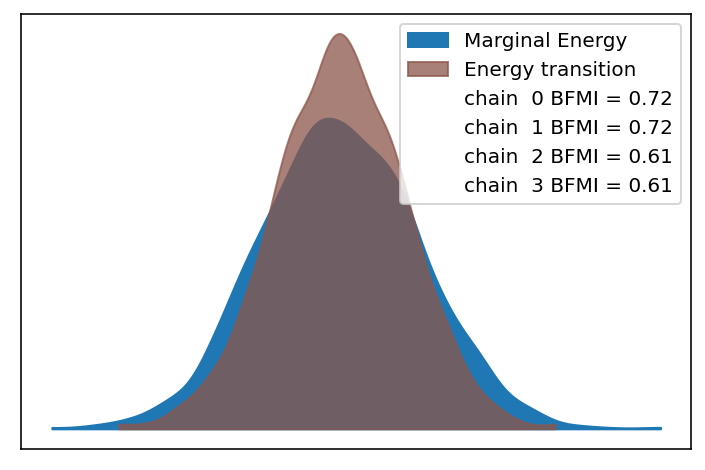 Marginal Energy
Energy transition
chain  0 BFMI = 0.72
chain  1 BFMI = 0.72
chain  2 BFMI = 0.61
chain  3 BFMI = 0.61